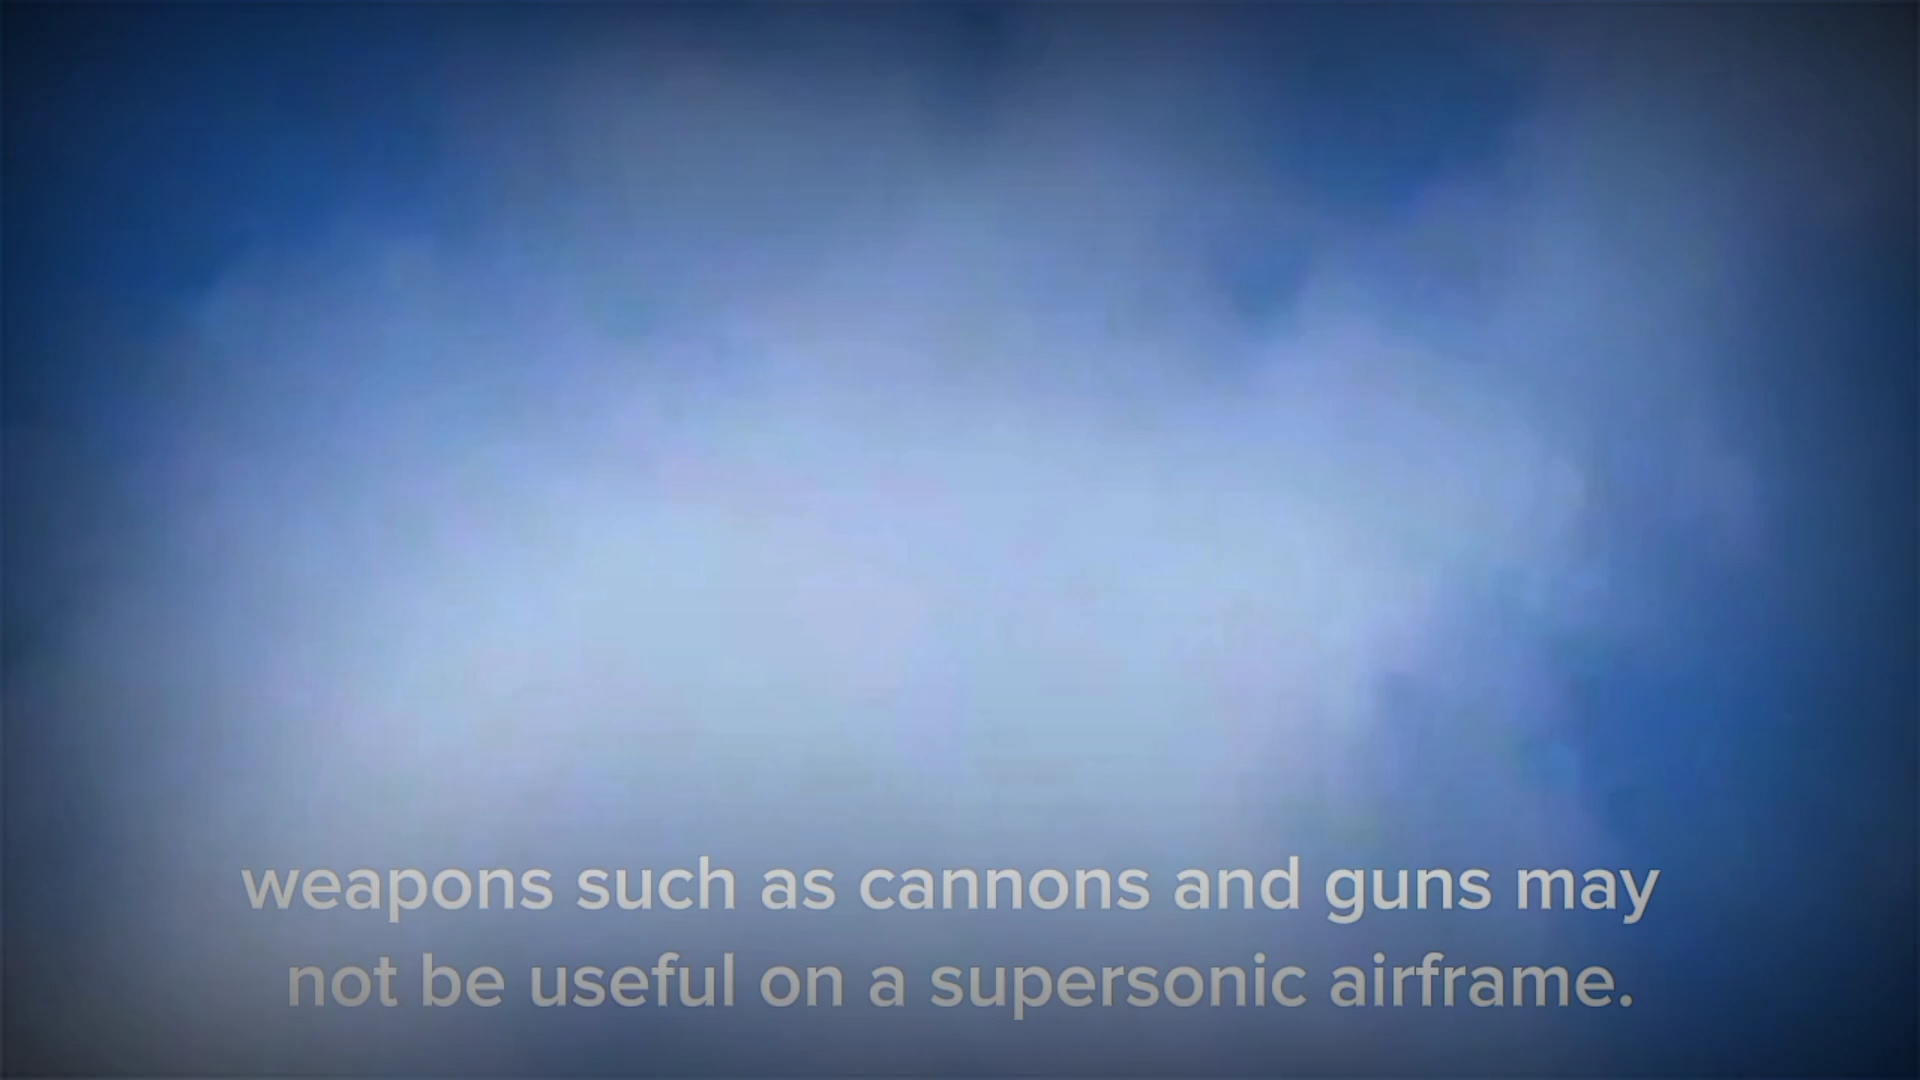 weapons such as cannons and guns may
not be useful on a supersonic airframe.